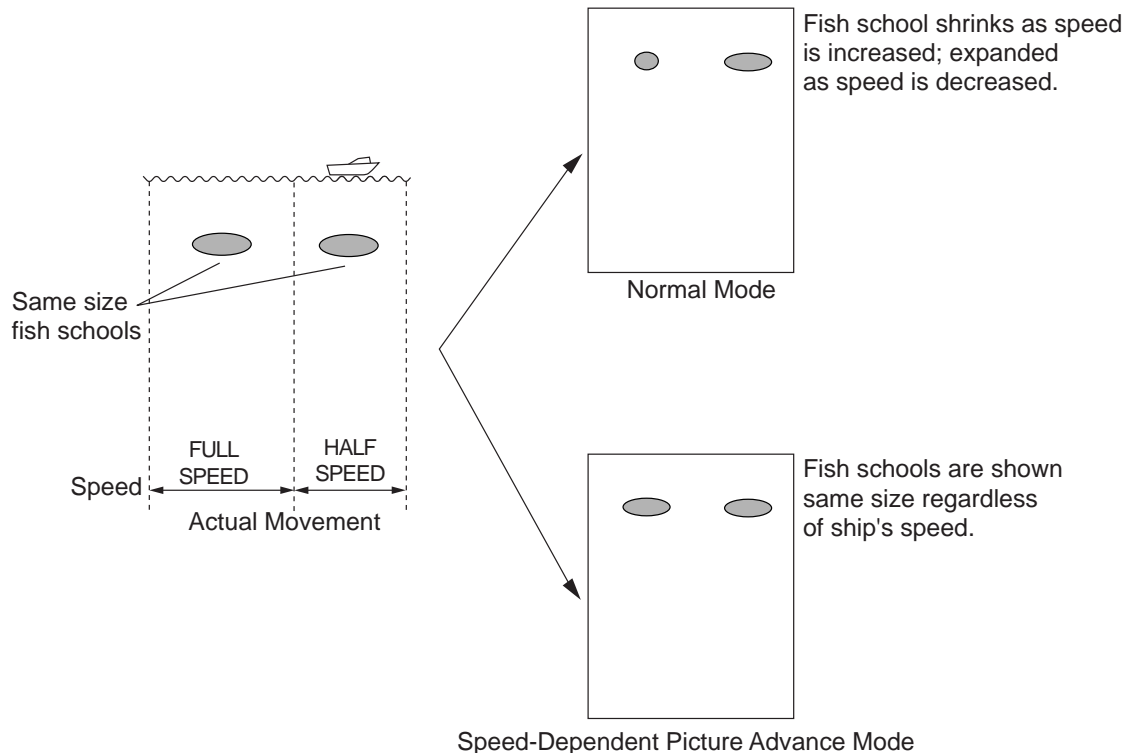 Fish school shrinks as speed
is increased; expanded
as speed is decreased.
Normal Mode
Same size
fish schools
FULL
SPEED
HALF
SPEED
Speed
Actual Movement
Fish schools are shown
same size regardless
of ship's speed.
Speed-Dependent Picture Advance Mode